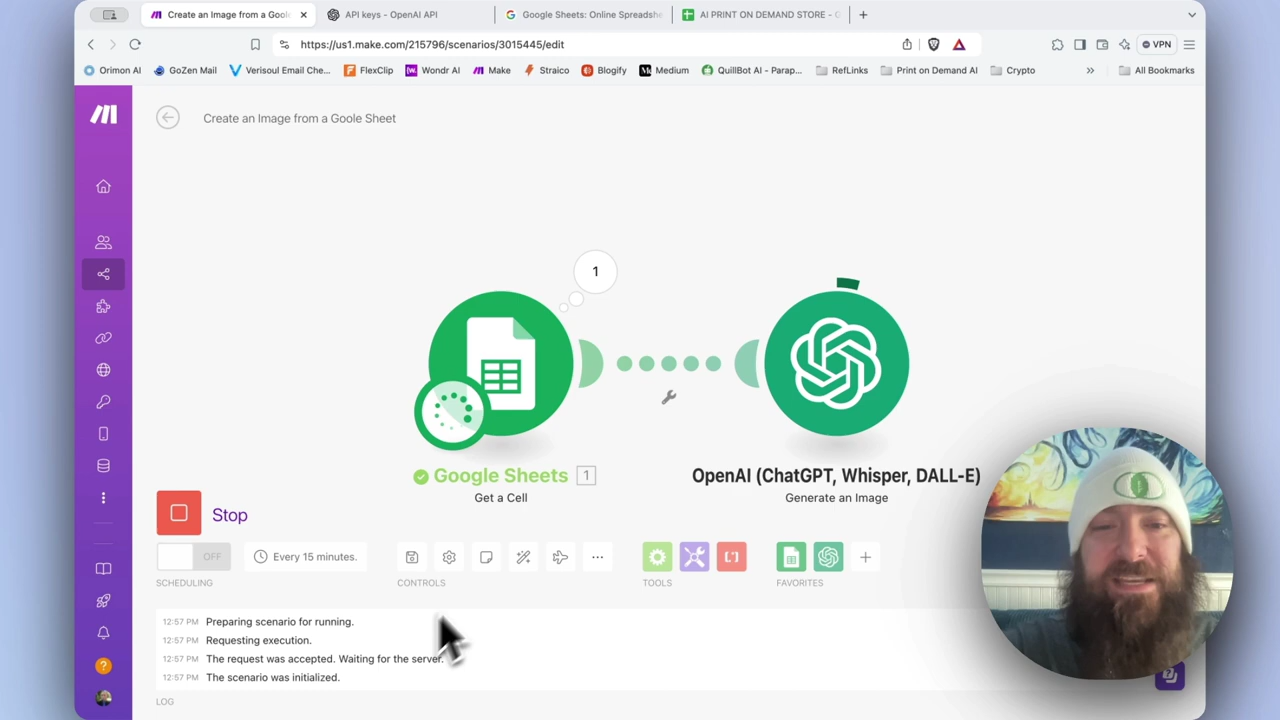 Create an Image from a Goole
API keys - OpenAI API
Google Sheets: Online Spreadshe
AI PRINT ON DEMAND STORE -
https://us1.make.com/215796/scenarios/3015445/edit
VPN
Orimon AI
GoZen Mail
Verisoul Email Che...
FlexClip
Wondr AI
Make
Straico
Blogify
Medium
QuillBot AI - Parap...
RefLinks
Print on Demand AI
Crypto
»
All Bookmarks
Create an Image from a Goole Sheet
1
Google Sheets 1
Get a Cell
OpenAI (ChatGPT, Whisper, DALL-E)
Generate an Image
Stop
OFF
Every 15 minutes.
SCHEDULING
CONTROLS
TOOLS
FAVORITES
12:57 PM Preparing scenario for running.
12:57 PM Requesting execution.
12:57 PM The request was accepted. Waiting for the server.
12:57 PM The scenario was initialized.
LOG